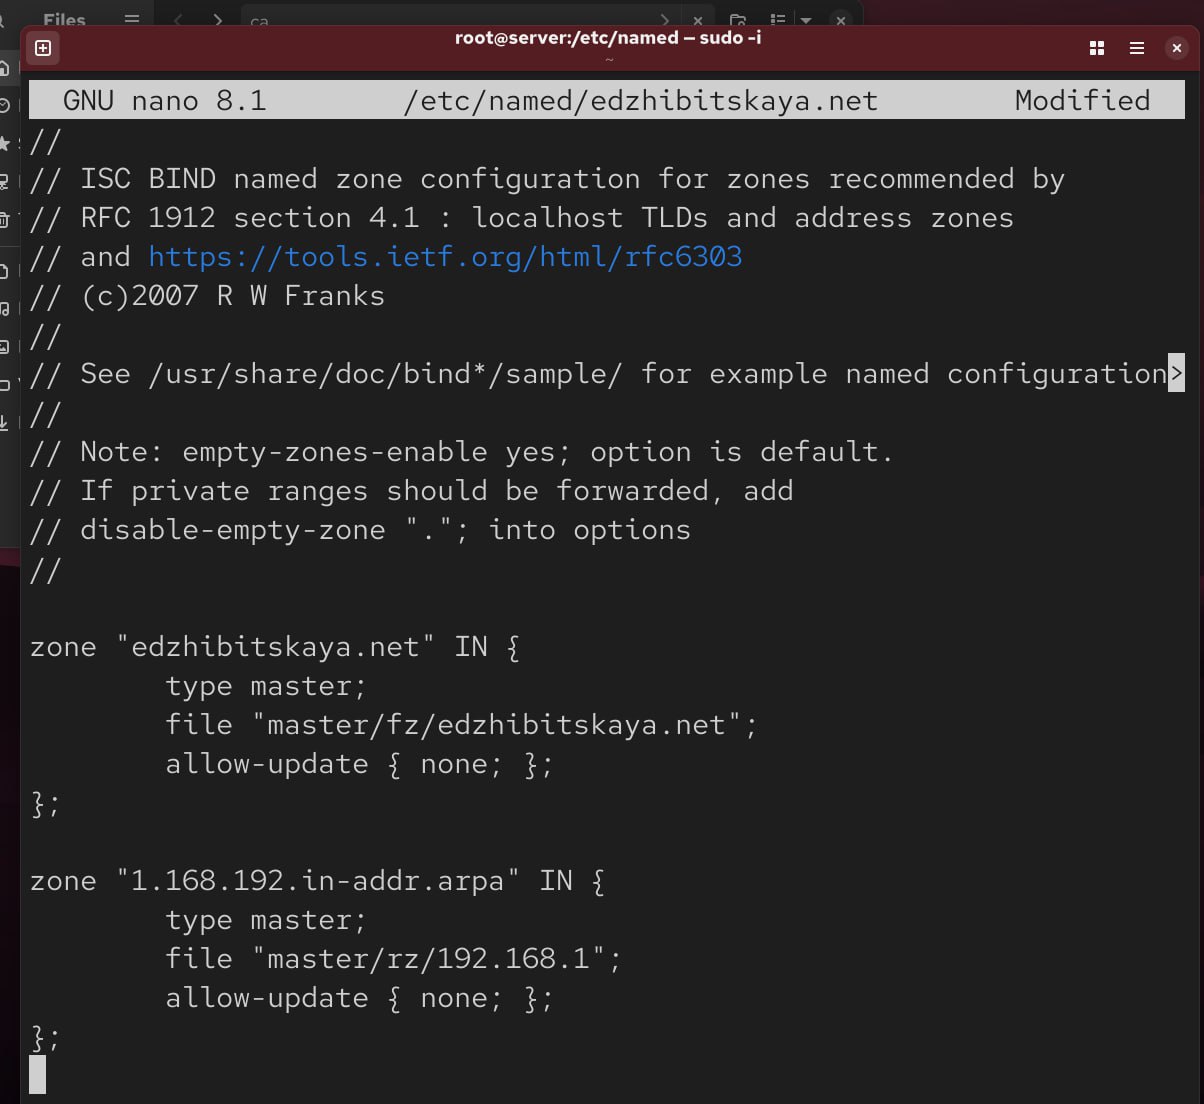 Files
ca
root@server:/etc/named — sudo -i
~
GNU nano 8.1 /etc/named/edzhibitskaya.net Modified
//
// ISC BIND named zone configuration for zones recommended by
// RFC 1912 section 4.1 : localhost TLDs and address zones
// and https://tools.ietf.org/html/rfc6303
// (c)2007 R W Franks
//
// See /usr/share/doc/bind*/sample/ for example named configuration>
//
// Note: empty-zones-enable yes; option is default.
// If private ranges should be forwarded, add
// disable-empty-zone "."; into options
//
zone "edzhibitskaya.net" IN {
type master;
file "master/fz/edzhibitskaya.net";
allow-update { none; };
};
zone "1.168.192.in-addr.arpa" IN {
type master;
file "master/rz/192.168.1";
allow-update { none; };
};